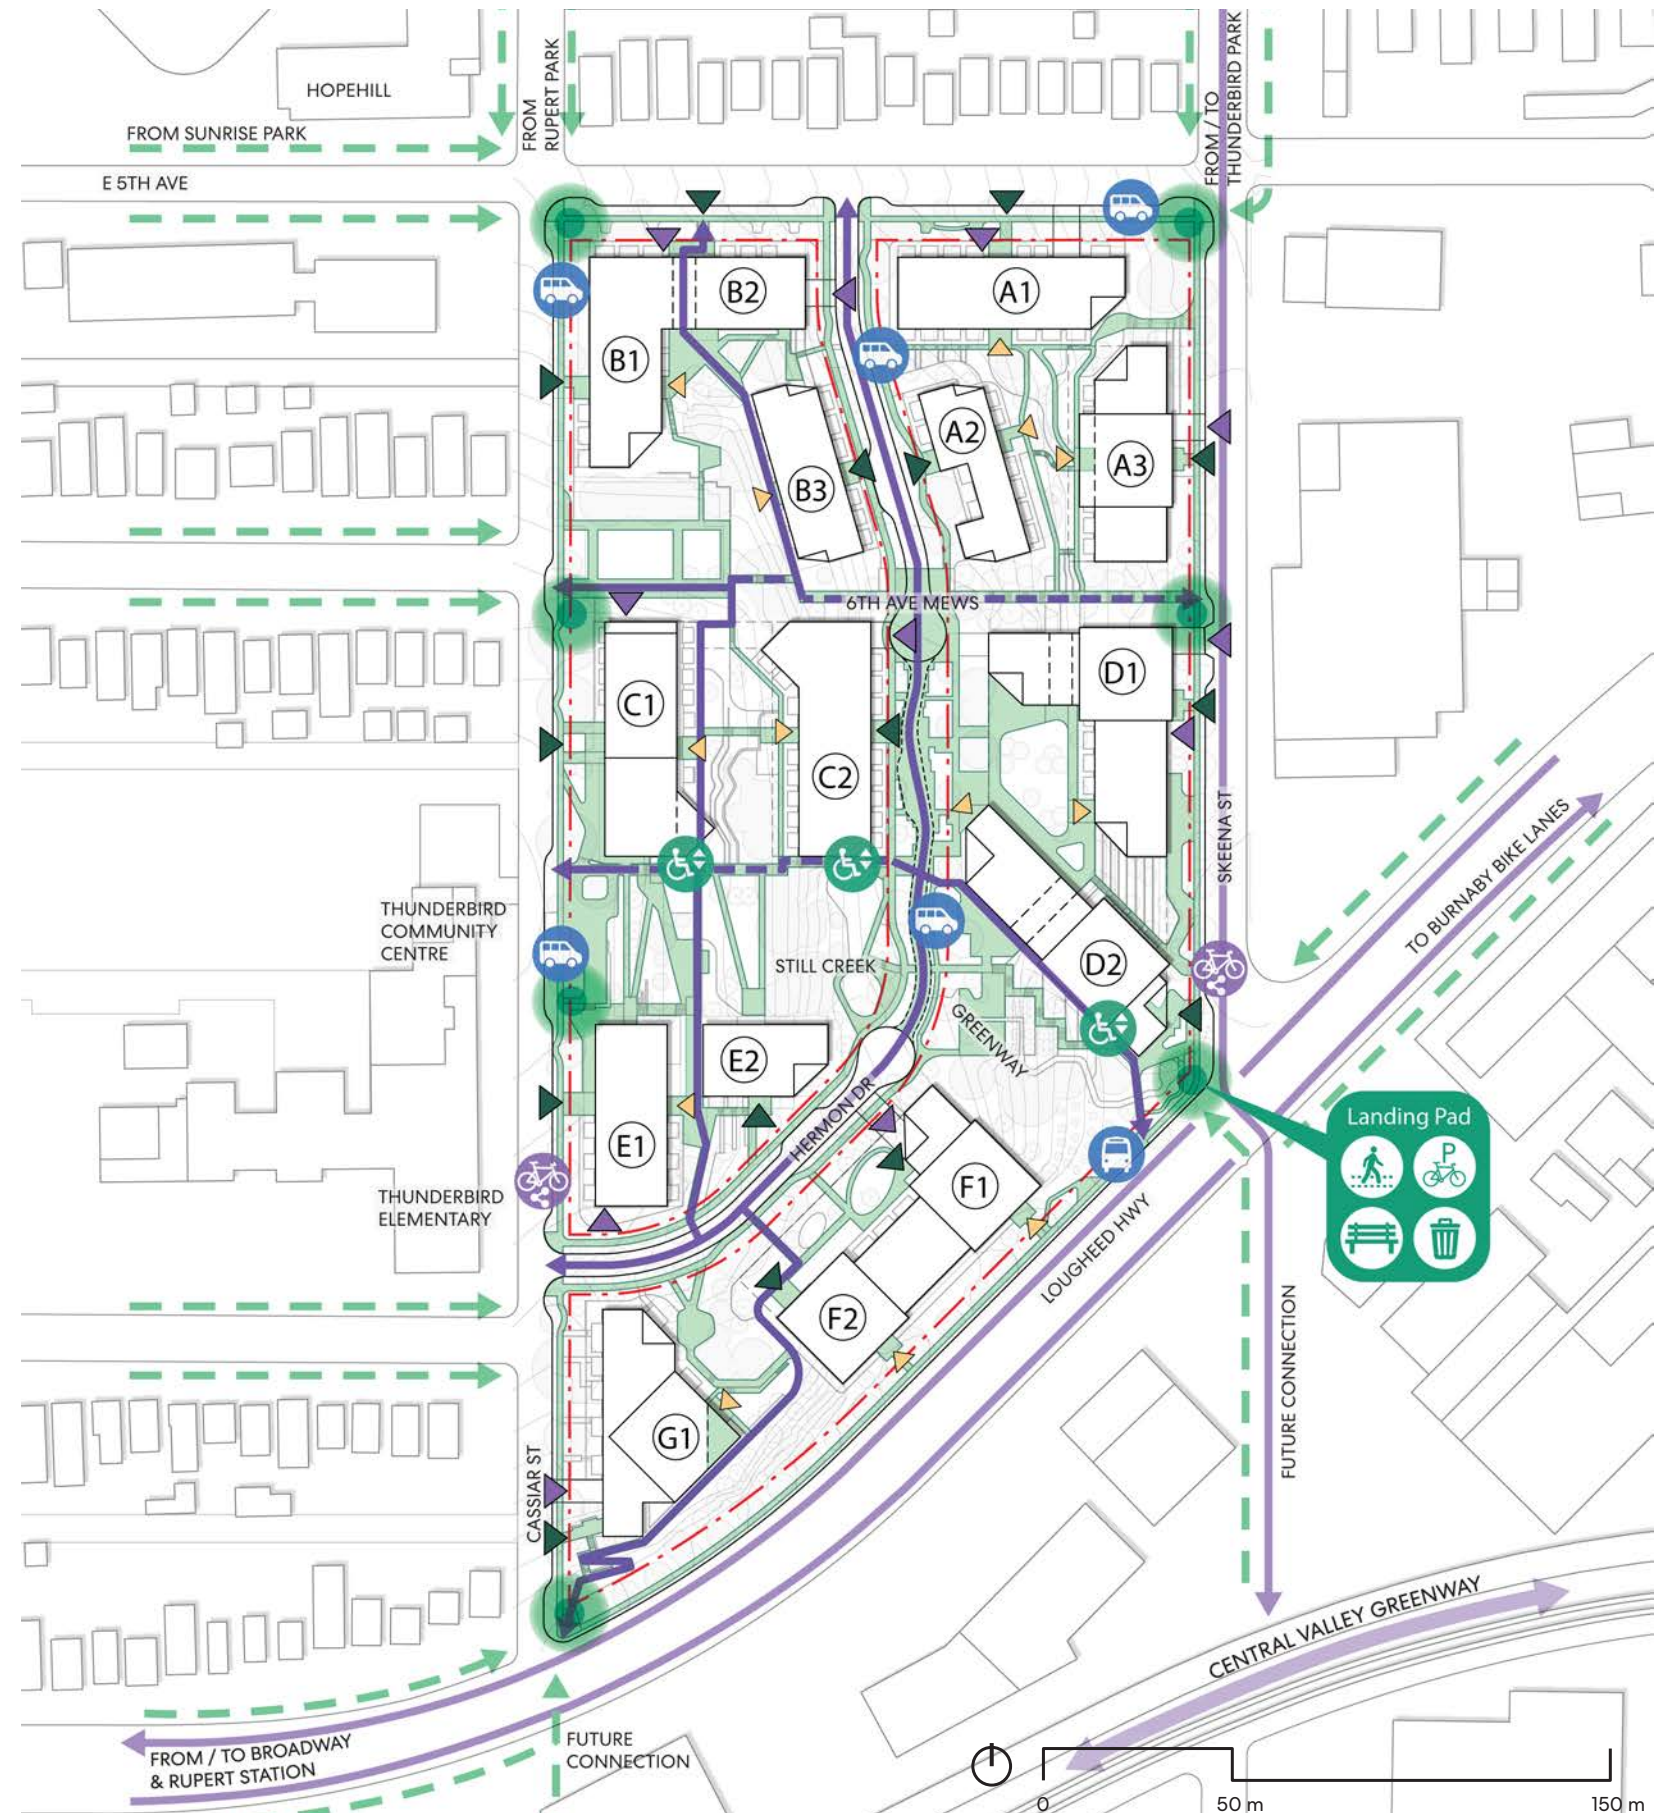 HOPEHILL
FROM SUNRISE PARK
FROM
RUPERT PARK
FROM / TO
THUNDERBIRD PARK
E 5TH AVE
B2
A1
B1
A2
B3
A3
6TH AVE MEWS
C1
D1
C2
SKEENA ST
TO BURNABY BIKE LANES
THUNDERBIRD
COMMUNITY
CENTRE
STILL CREEK
D2
GREENWAY
E2
HERMON DR
E1
Landing Pad
P
THUNDERBIRD
ELEMENTARY
F1
LOUGHEED HWY
F2
FUTURE CONNECTION
G1
CASSIAR ST
CENTRAL VALLEY GREENWAY
FROM / TO BROADWAY
& RUPERT STATION
FUTURE
CONNECTION
0
50 m
150 m